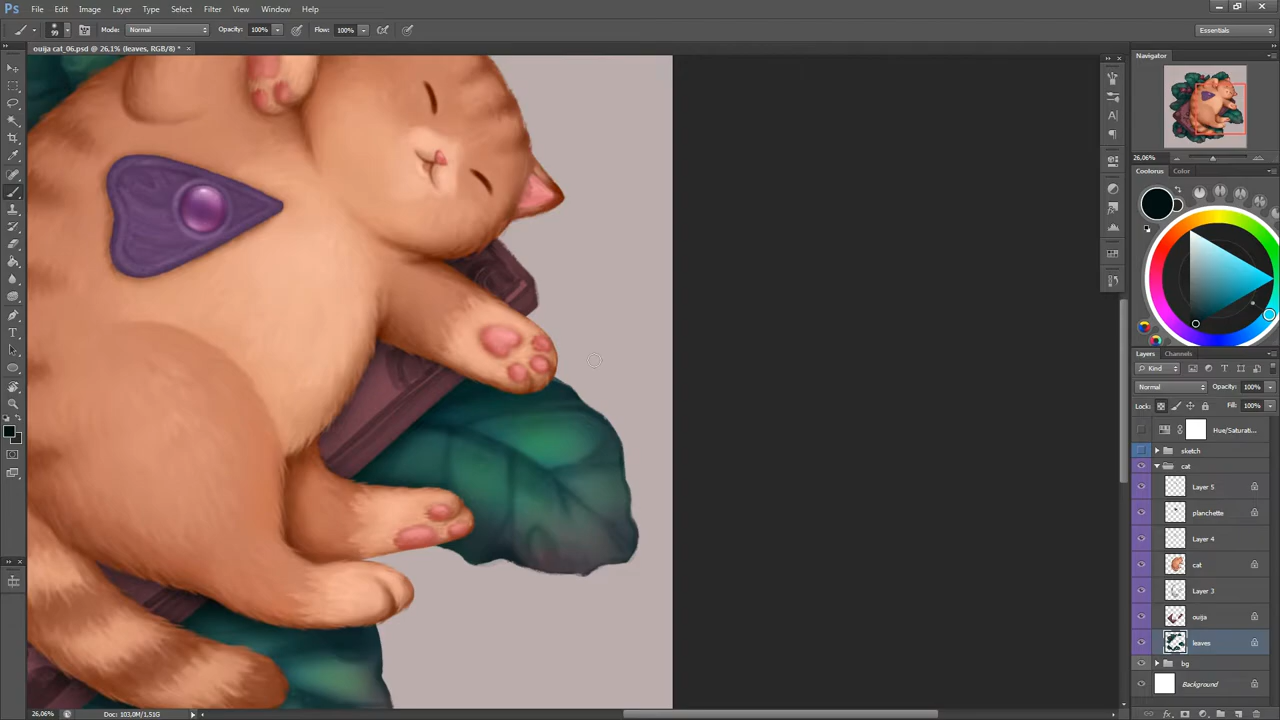 Ps File Edit Image Layer Type Select Filter View Window Help
99 Mode: Normal Opacity: 100% Flow: 100% Essentials
ouija cat_06.psd @ 26,1% (leaves, RGB/8) * ×
Navigator
26,06%
Coolorus Color
Layers Channels
Kind
Normal Opacity: 100%
Lock: Fill: 100%
Hue/Saturati...
sketch
cat
Layer 5
planchette
Layer 4
cat
Layer 3
ouija
leaves
bg
Background
26,06% Doc: 103,0M/1,51G